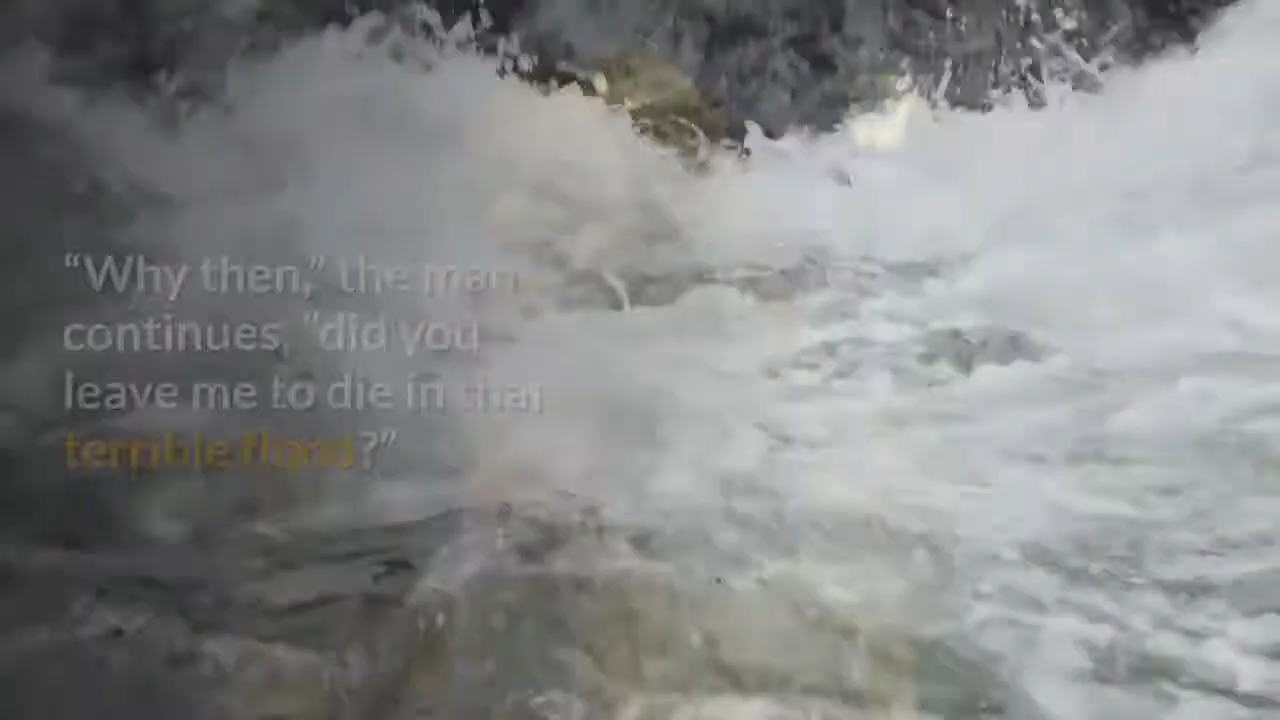 “Why then,” the man
continues, “did you
leave me to die in that
terrible flood?”